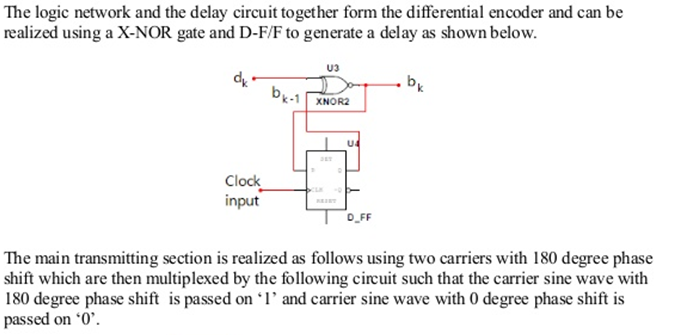 The logic network and the delay circuit together form the differential encoder and can be
realized using a X-NOR gate and D-F/F to generate a delay as shown below.
U3
dk
bk
bk-1
XNOR2
U4
SET
D
Q
Clock
input
CLK
RESET
D_FF
The main transmitting section is realized as follows using two carriers with 180 degree phase
shift which are then multiplexed by the following circuit such that the carrier sine wave with
180 degree phase shift is passed on ‘1’ and carrier sine wave with 0 degree phase shift is
passed on ‘0’.